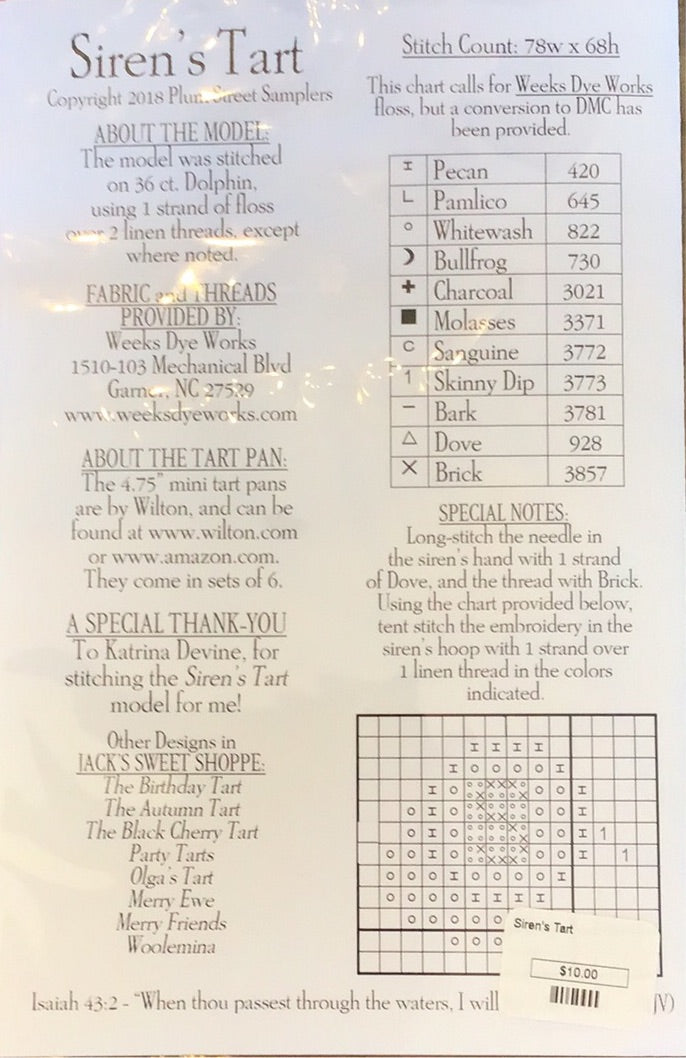 Siren's Tart
Copyright 2018 Plum Street Samplers
ABOUT THE MODEL:
The model was stitched
on 36 ct. Dolphin,
using 1 strand of floss
over 2 linen threads, except
where noted.
FABRIC and THREADS
PROVIDED BY:
Weeks Dye Works
1510-103 Mechanical Blvd
Garner, NC 27529
www.weeksdyeworks.com
ABOUT THE TART PAN:
The 4.75" mini tart pans
are by Wilton, and can be
found at www.wilton.com
or www.amazon.com.
They come in sets of 6.
A SPECIAL THANK-YOU
To Katrina Devine, for
stitching the Siren's Tart
model for me!
Other Designs in
JACK'S SWEET SHOPPE:
The Birthday Tart
The Autumn Tart
The Black Cherry Tart
Party Tarts
Olga's Tart
Merry Ewe
Merry Friends
Woolemina
Stitch Count: 78w x 68h
This chart calls for Weeks Dye Works
floss, but a conversion to DMC has
been provided.
I Pecan 420
L Pamlico 645
o Whitewash 822
☽ Bullfrog 730
✚ Charcoal 3021
■ Molasses 3371
C Sanguine 3772
1 Skinny Dip 3773
— Bark 3781
△ Dove 928
X Brick 3857
SPECIAL NOTES:
Long-stitch the needle in
the siren's hand with 1 strand
of Dove, and the thread with Brick.
Using the chart provided below,
tent stitch the embroidery in the
siren's hoop with 1 strand over
1 linen thread in the colors
indicated.
Siren's Tart
$10.00
Isaiah 43:2 - "When thou passest through the waters, I will